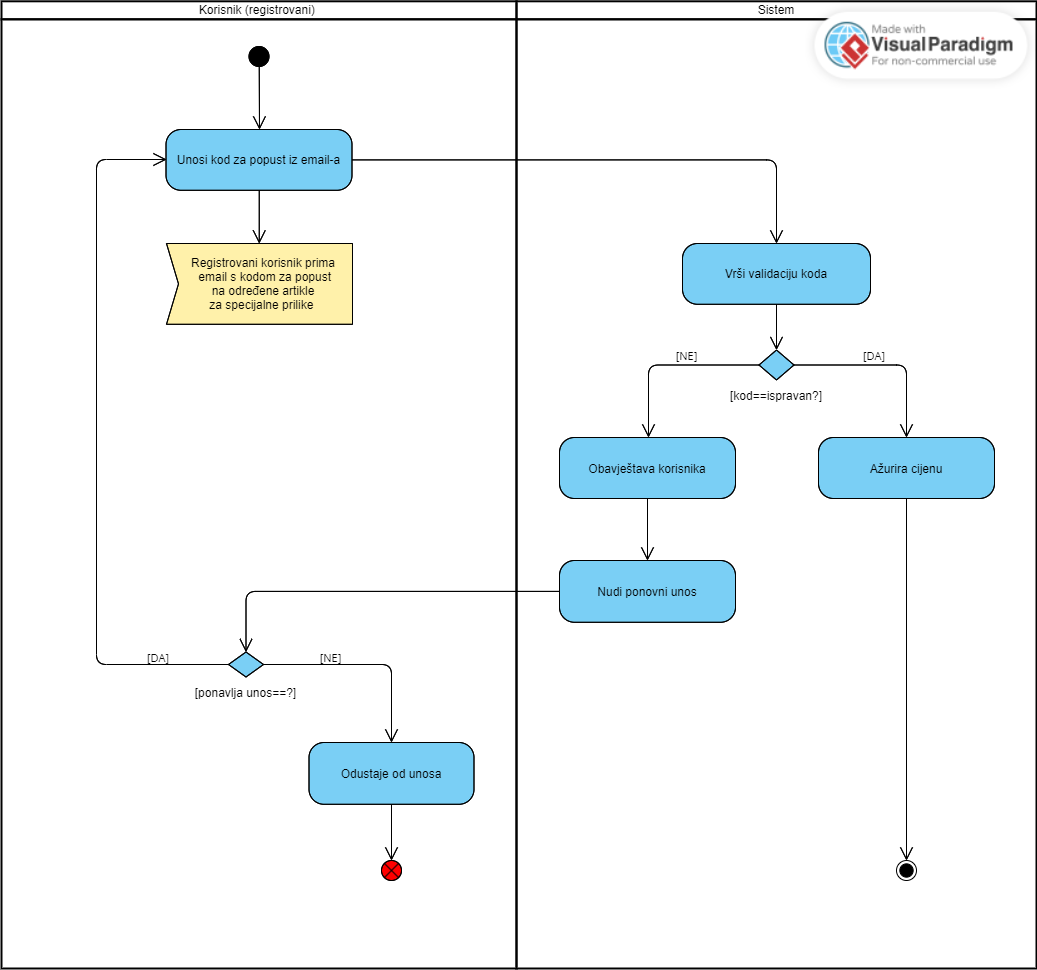 Korisnik (registrovani)
Sistem
Made with
VisualParadigm
For non-commercial use
Unosi kod za popust iz email-a
Registrovani korisnik prima
email s kodom za popust
na određene artikle
za specijalne prilike
Vrši validaciju koda
[NE]
[DA]
[kod==ispravan?]
Obavještava korisnika
Ažurira cijenu
Nudi ponovni unos
[DA]
[NE]
[ponavlja unos==?]
Odustaje od unosa